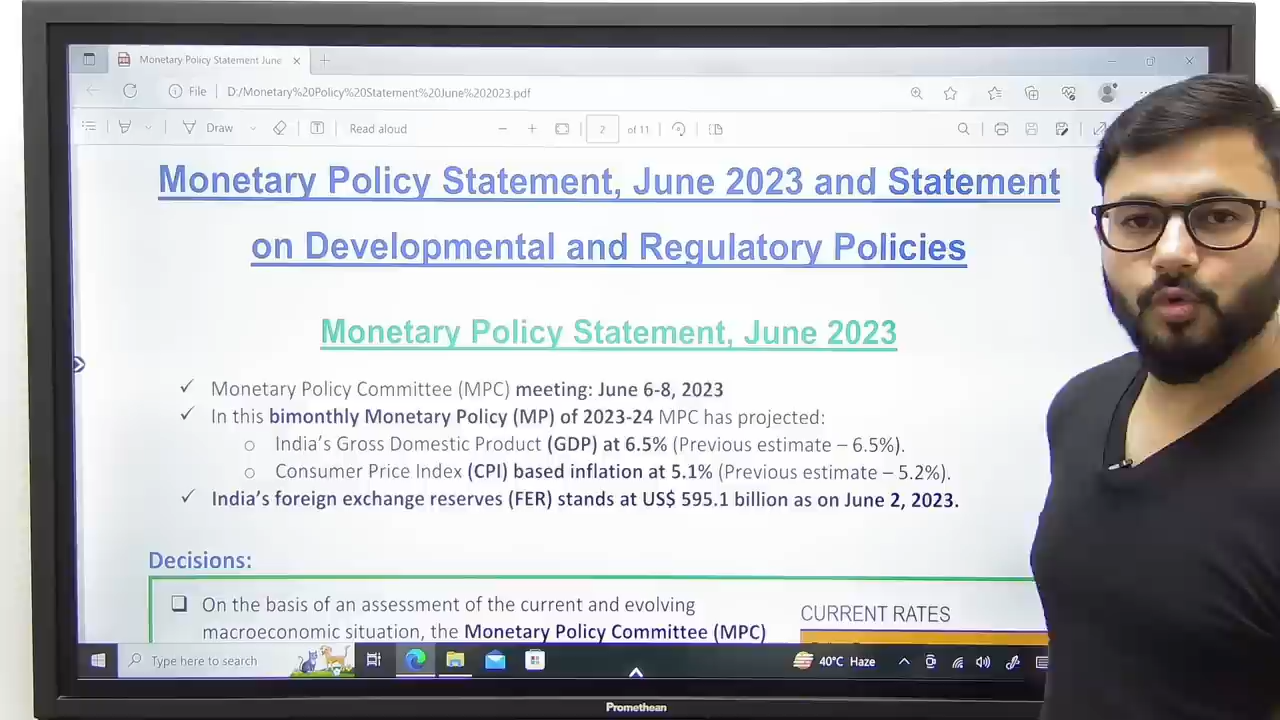 Monetary Policy Statement June
File
D:/Monetary%20Policy%20Statement%20June%202023.pdf
Draw
Read aloud
2
of 11
Monetary Policy Statement, June 2023 and Statement
on Developmental and Regulatory Policies
Monetary Policy Statement, June 2023
Monetary Policy Committee (MPC) meeting: June 6-8, 2023
In this bimonthly Monetary Policy (MP) of 2023-24 MPC has projected:
India's Gross Domestic Product (GDP) at 6.5% (Previous estimate – 6.5%).
Consumer Price Index (CPI) based inflation at 5.1% (Previous estimate – 5.2%).
India's foreign exchange reserves (FER) stands at US$ 595.1 billion as on June 2, 2023.
Decisions:
On the basis of an assessment of the current and evolving
macroeconomic situation, the Monetary Policy Committee (MPC)
CURRENT RATES
Type here to search
40°C Haze
Promethean